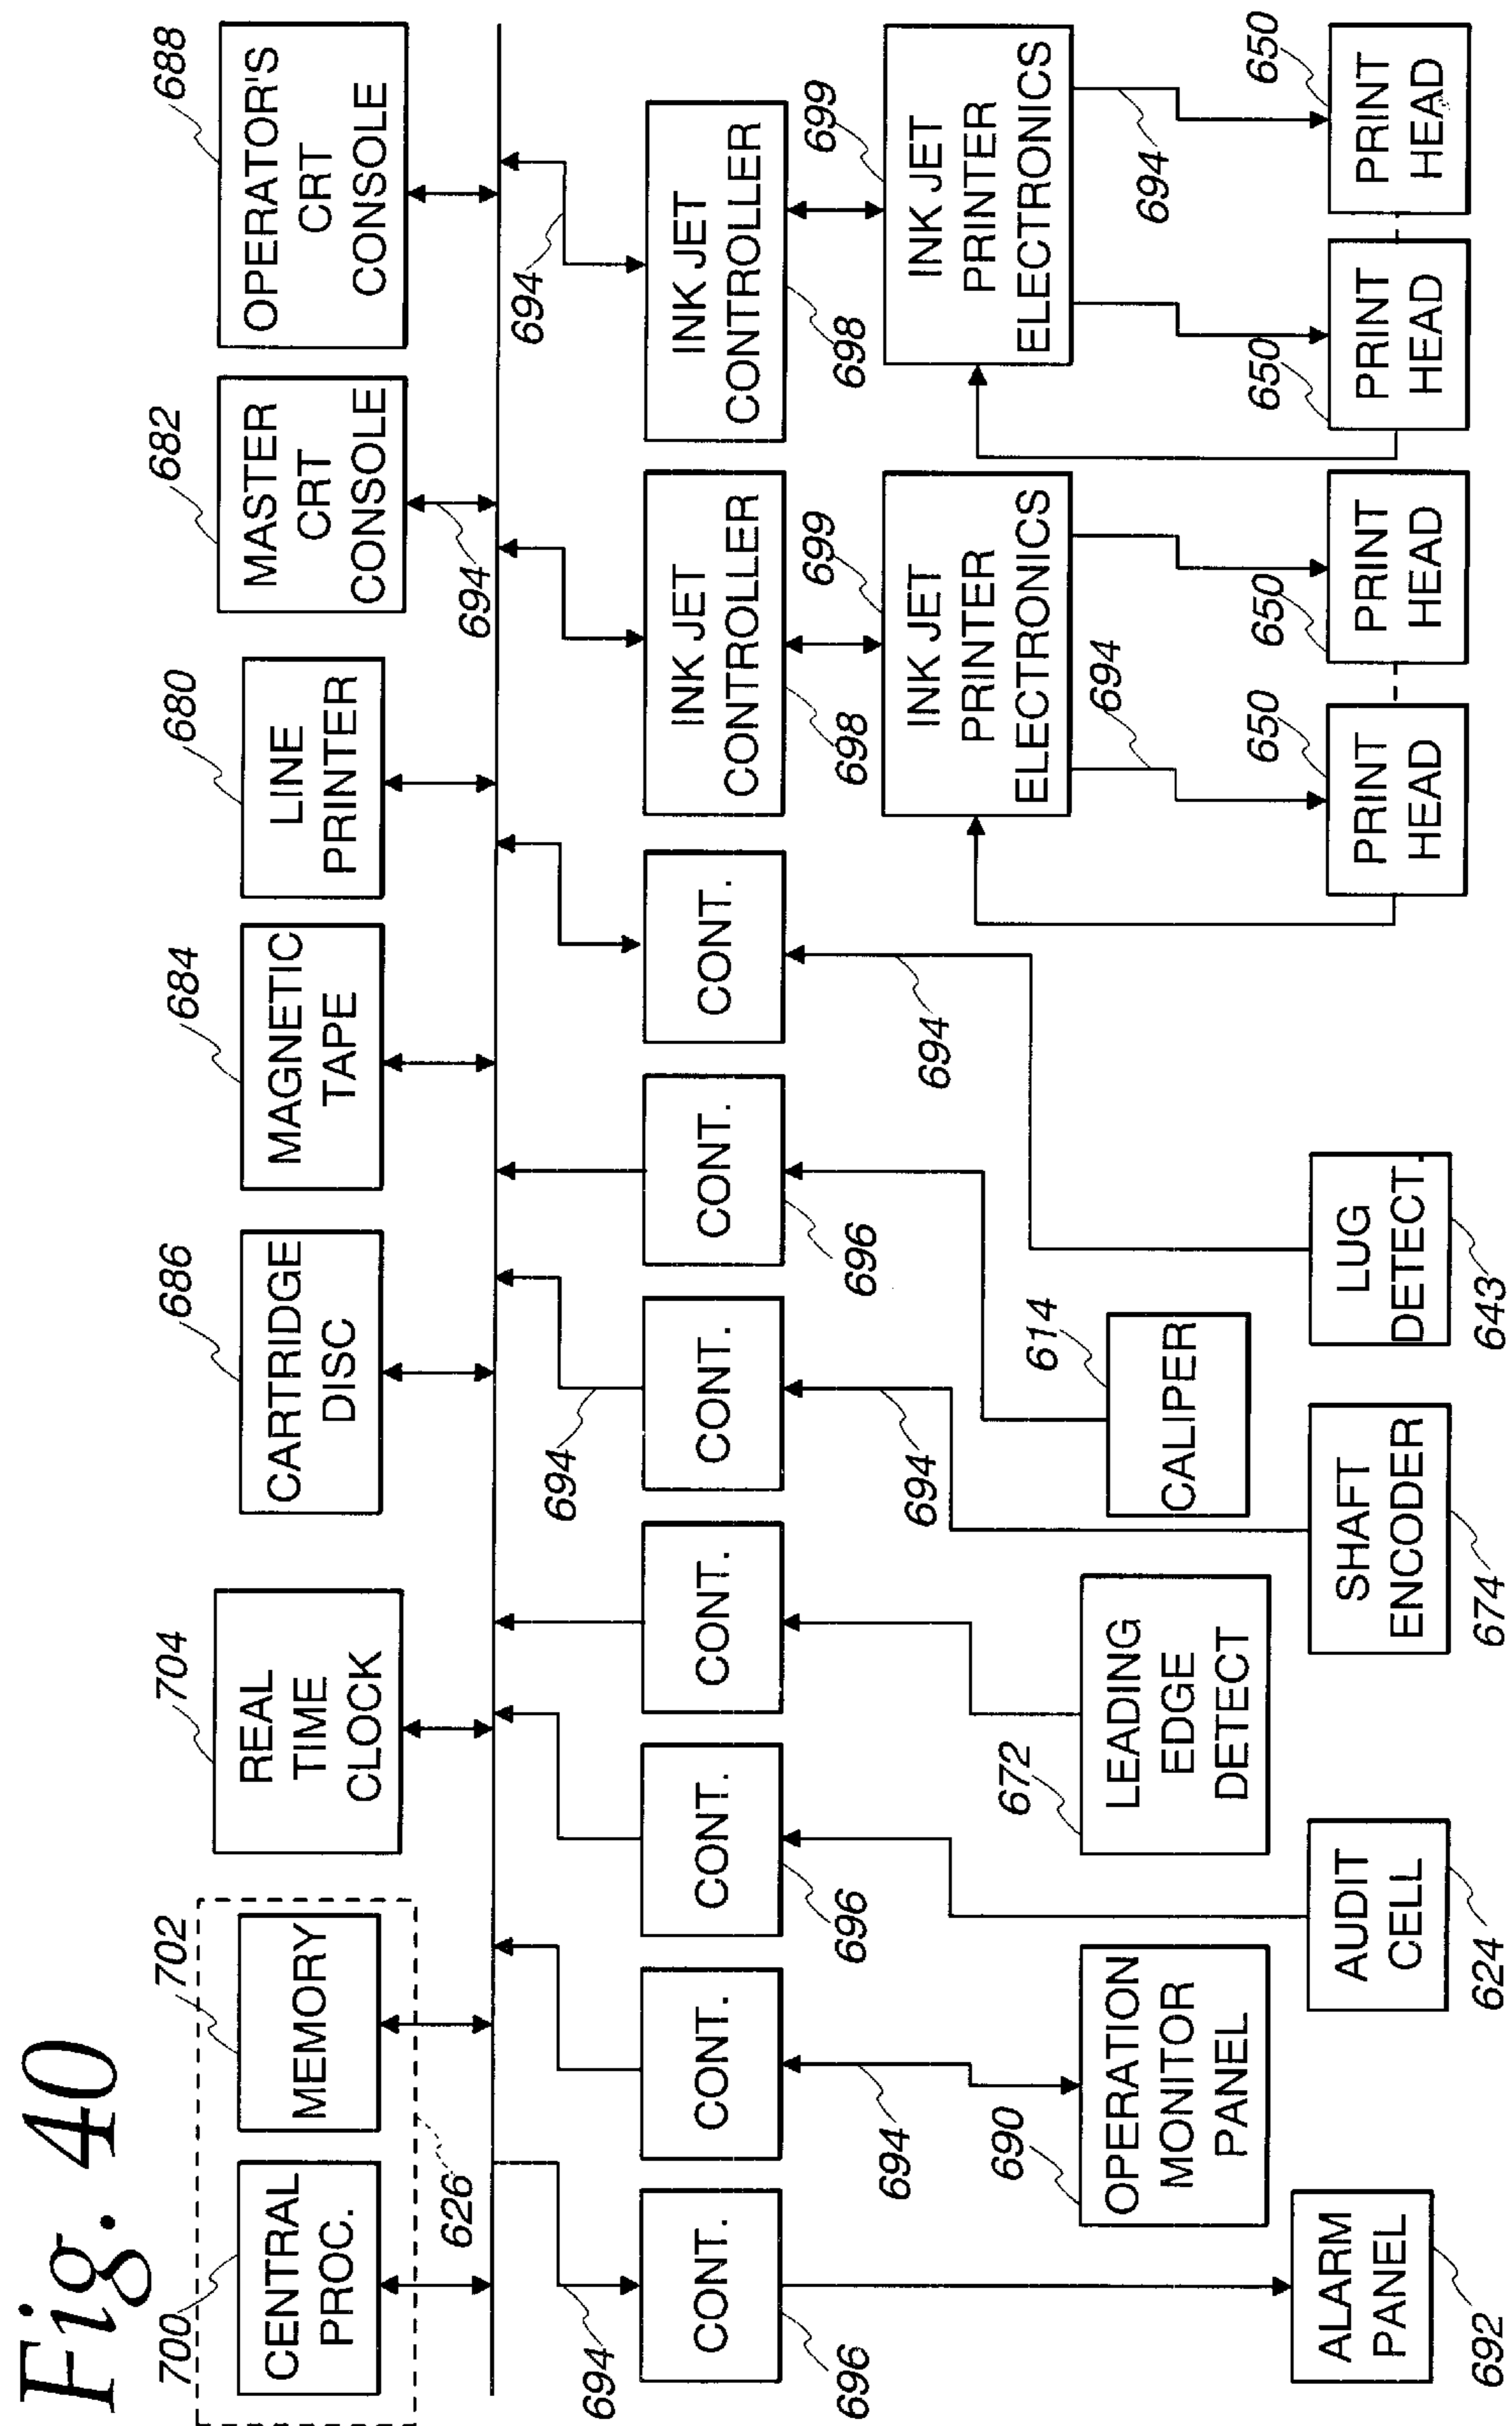 Fig. 40
700
CENTRAL
PROC.
702
MEMORY
626
704
REAL
TIME
CLOCK
686
CARTRIDGE
DISC
684
MAGNETIC
TAPE
680
LINE
PRINTER
682
MASTER
CRT
CONSOLE
694
688
OPERATOR'S
CRT
CONSOLE
694
694
CONT.
696
CONT.
694
CONT.
696
CONT.
694
CONT.
694
CONT.
696
CONT.
694
INK JET
CONTROLLER
698
INK JET
CONTROLLER
698
699
INK JET
PRINTER
ELECTRONICS
694
699
INK JET
PRINTER
ELECTRONICS
694
ALARM
PANEL
692
690
OPERATION
MONITOR
PANEL
AUDIT
CELL
624
672
LEADING
EDGE
DETECT
SHAFT
ENCODER
674
614
CALIPER
LUG
DETECT.
643
650
PRINT
HEAD
650
PRINT
HEAD
650
PRINT
HEAD
650
PRINT
HEAD